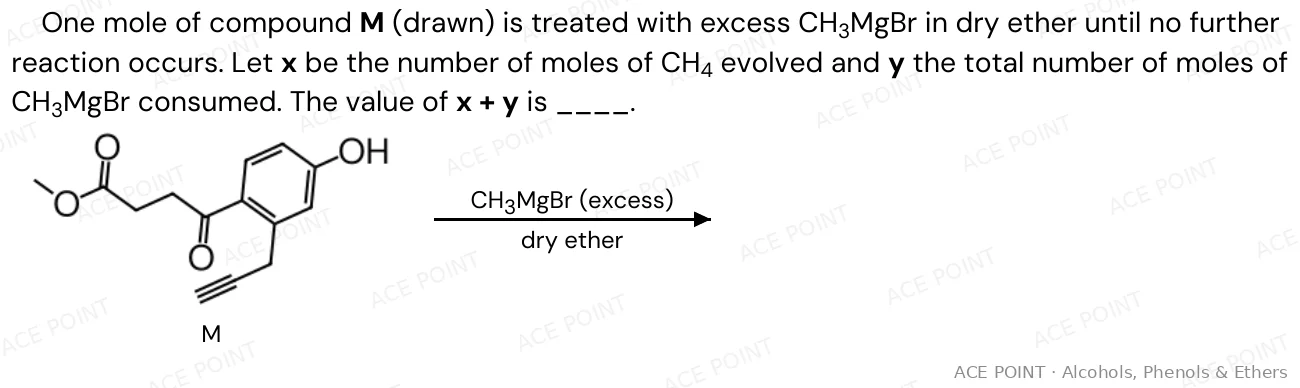 One mole of compound M (drawn) is treated with excess CH₃MgBr in dry ether until no further
reaction occurs. Let x be the number of moles of CH₄ evolved and y the total number of moles of
CH₃MgBr consumed. The value of x + y is ____.
O
OH
O
O
CH₃MgBr (excess)
dry ether
M
ACE POINT · Alcohols, Phenols & Ethers